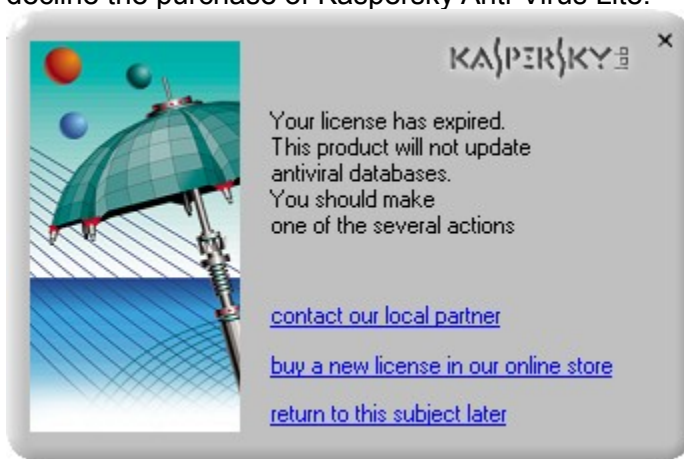 decline the purchase of Kaspersky Anti-Virus Lite.
KASPERSKY lab
Your license has expired.
This product will not update
antiviral databases.
You should make
one of the several actions
contact our local partner
buy a new license in our online store
return to this subject later